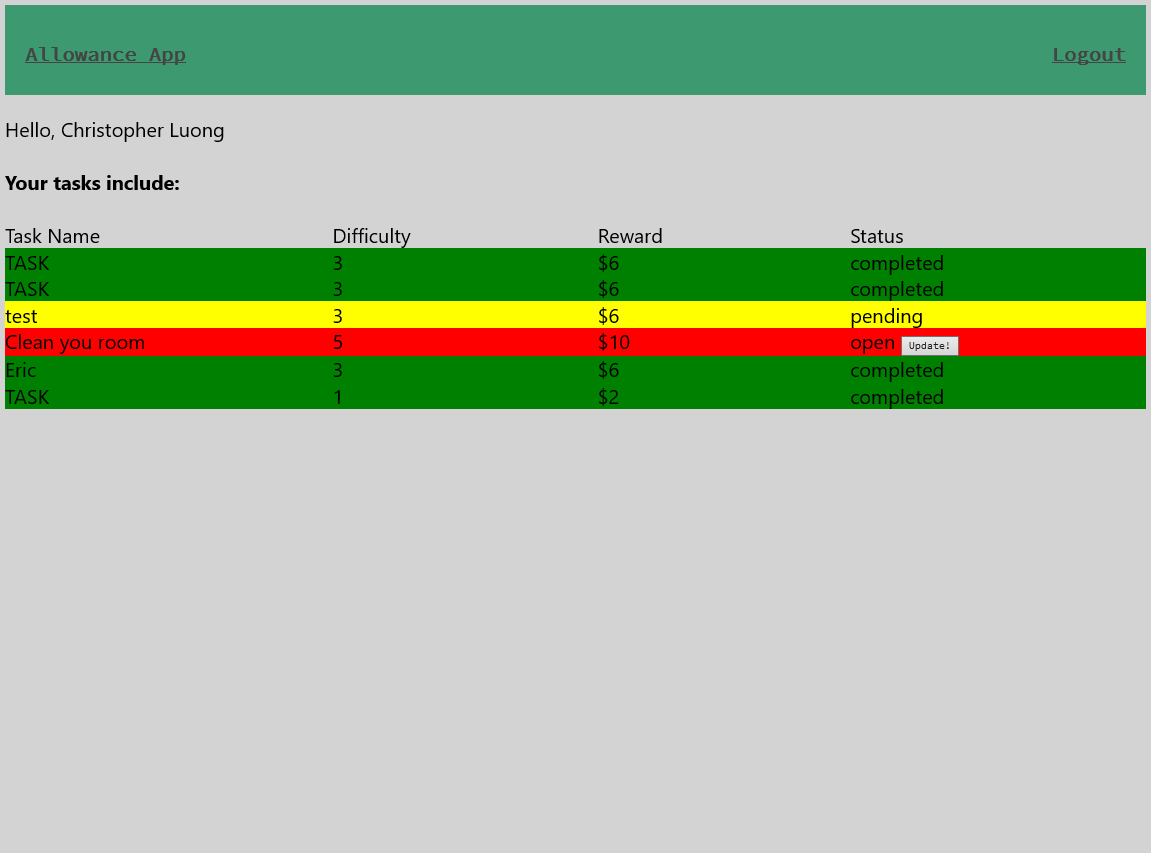 Allowance App Logout
Hello, Christopher Luong
Your tasks include:
Task Name Difficulty Reward Status
TASK 3 $6 completed
TASK 3 $6 completed
test 3 $6 pending
Clean you room 5 $10 open Update!
Eric 3 $6 completed
TASK 1 $2 completed